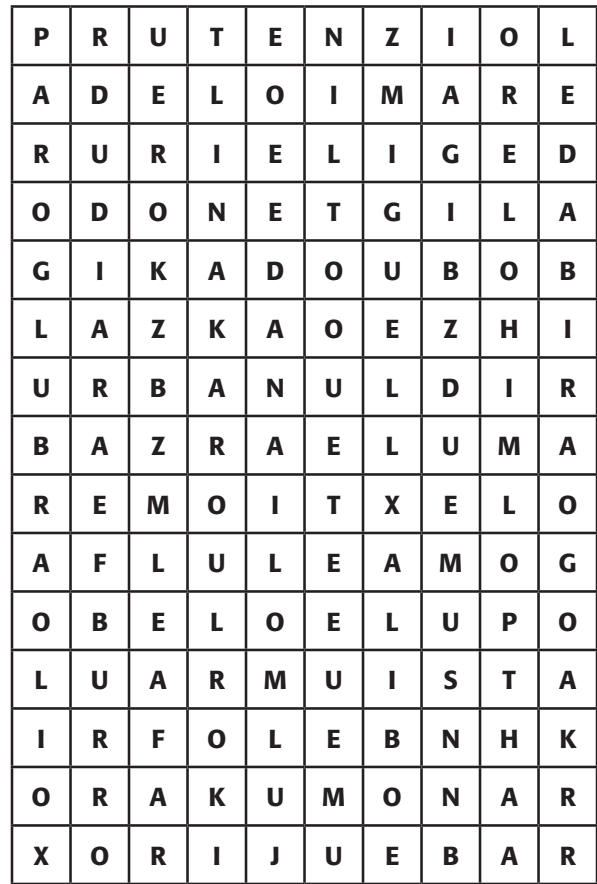 P R U T E N Z I O L
A D E L O I M A R E
R U R I E L I G E D
O D O N E T G I L A
G I K A D O U B O B
L A Z K A O E Z H I
U R B A N U L D I R
B A Z R A E L U M A
R E M O I T X E L O
A F L U L E A M O G
O B E L O E L U P O
L U A R M U I S T A
I R F O L E B N H K
O R A K U M O N A R
X O R I J U E B A R